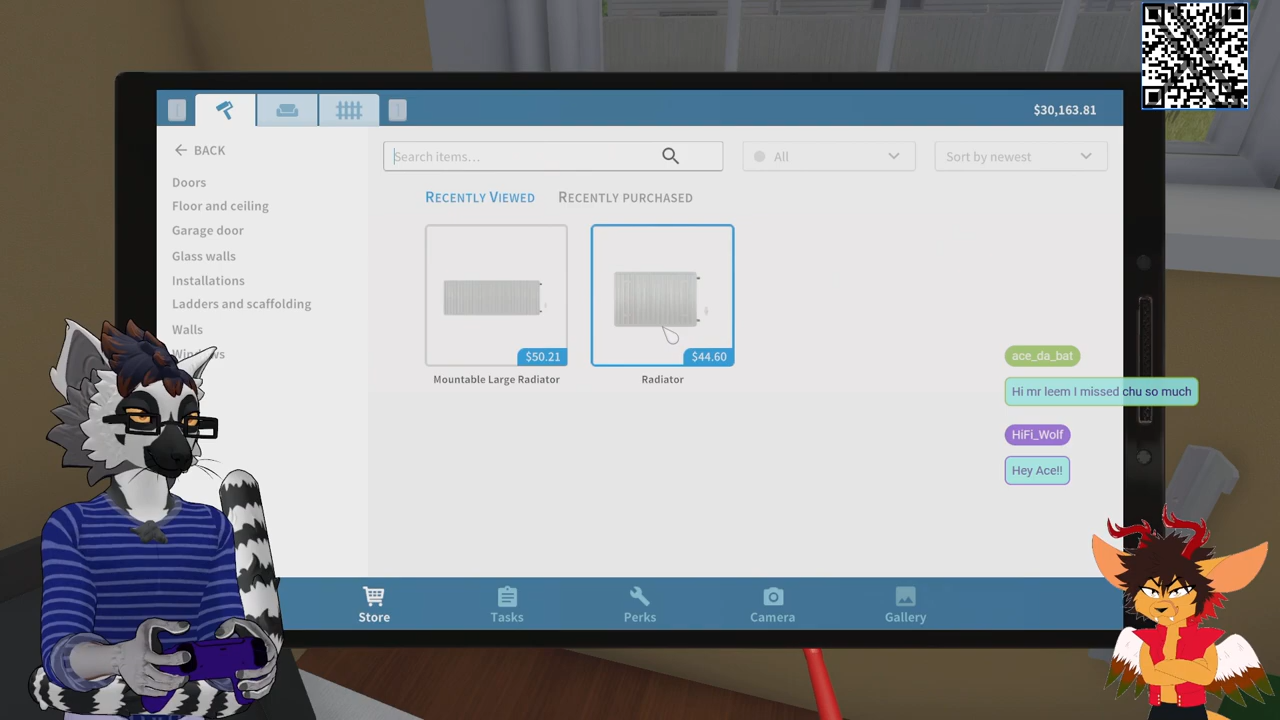 $30,163.81
BACK
Search items...
All
Sort by newest
Doors
Floor and ceiling
Garage door
Glass walls
Installations
Ladders and scaffolding
Walls
RECENTLY VIEWED
RECENTLY PURCHASED
$50.21
$44.60
Mountable Large Radiator
Radiator
ace_da_bat
Hi mr leem I missed chu so much
HiFi_Wolf
Hey Ace!!
Store
Tasks
Perks
Camera
Gallery